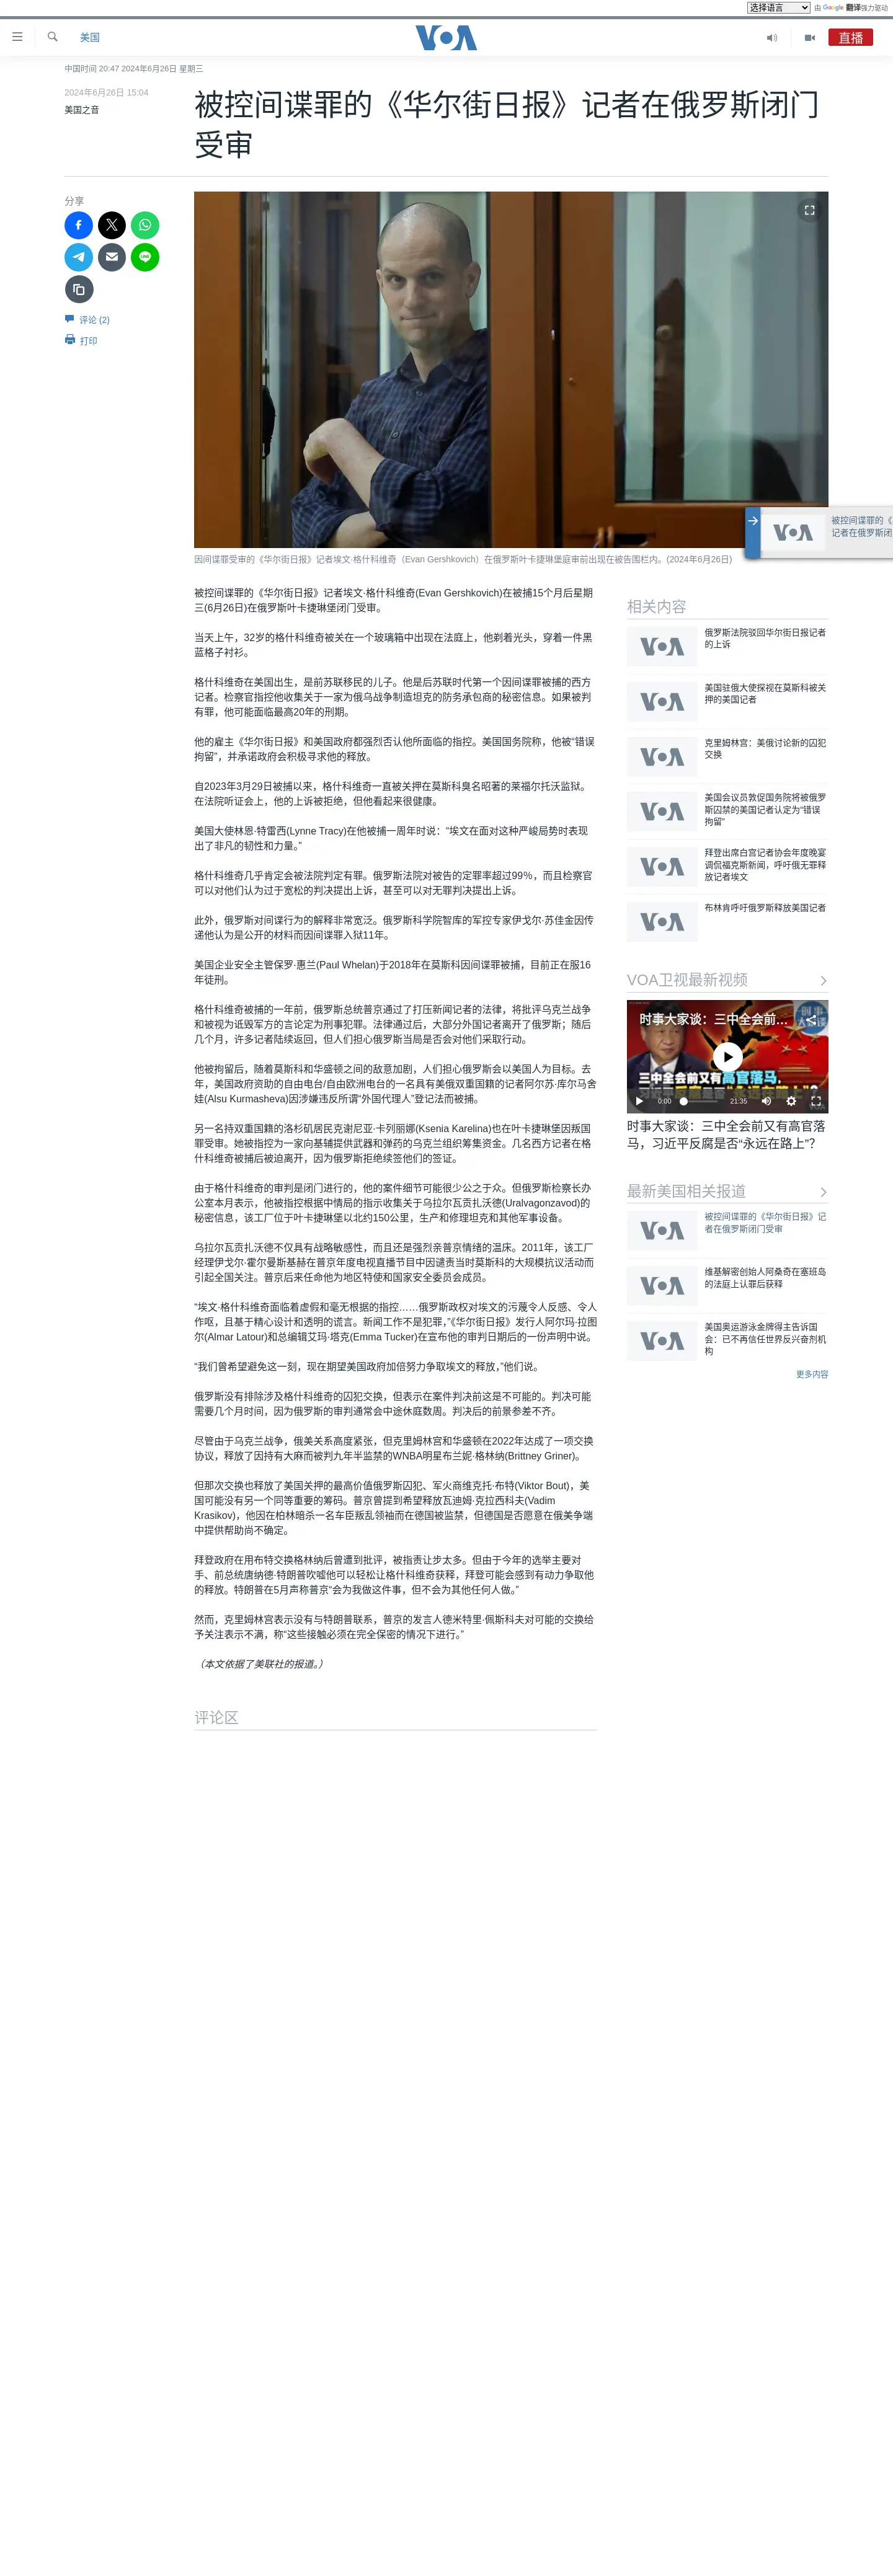 选择语言
由 Google 翻译强力驱动
美国
VOA
直播
中国时间 20:47 2024年6月26日 星期三
2024年6月26日 15:04
美国之音
被控间谍罪的《华尔街日报》记者在俄罗斯闭门
受审
分享
LINE
评论 (2)
打印
因间谍罪受审的《华尔街日报》记者埃文·格什科维奇（Evan Gershkovich）在俄罗斯叶卡捷琳堡庭审前出现在被告围栏内。(2024年6月26日)
VOA
被控间谍罪的《
记者在俄罗斯闭
被控间谍罪的《华尔街日报》记者埃文·格什科维奇(Evan Gershkovich)在被捕15个月后星期
三(6月26日)在俄罗斯叶卡捷琳堡闭门受审。
当天上午，32岁的格什科维奇被关在一个玻璃箱中出现在法庭上，他剃着光头，穿着一件黑
蓝格子衬衫。
格什科维奇在美国出生，是前苏联移民的儿子。他是后苏联时代第一个因间谍罪被捕的西方
记者。检察官指控他收集关于一家为俄乌战争制造坦克的防务承包商的秘密信息。如果被判
有罪，他可能面临最高20年的刑期。
他的雇主《华尔街日报》和美国政府都强烈否认他所面临的指控。美国国务院称，他被“错误
拘留”，并承诺政府会积极寻求他的释放。
自2023年3月29日被捕以来，格什科维奇一直被关押在莫斯科臭名昭著的莱福尔托沃监狱。
在法院听证会上，他的上诉被拒绝，但他看起来很健康。
美国大使林恩·特雷西(Lynne Tracy)在他被捕一周年时说：“埃文在面对这种严峻局势时表现
出了非凡的韧性和力量。”
格什科维奇几乎肯定会被法院判定有罪。俄罗斯法院对被告的定罪率超过99%，而且检察官
可以对他们认为过于宽松的判决提出上诉，甚至可以对无罪判决提出上诉。
此外，俄罗斯对间谍行为的解释非常宽泛。俄罗斯科学院智库的军控专家伊戈尔·苏佳金因传
递他认为是公开的材料而因间谍罪入狱11年。
美国企业安全主管保罗·惠兰(Paul Whelan)于2018年在莫斯科因间谍罪被捕，目前正在服16
年徒刑。
格什科维奇被捕的一年前，俄罗斯总统普京通过了打压新闻记者的法律，将批评乌克兰战争
和被视为诋毁军方的言论定为刑事犯罪。法律通过后，大部分外国记者离开了俄罗斯；随后
几个月，许多记者陆续返回，但人们担心俄罗斯当局是否会对他们采取行动。
他被拘留后，随着莫斯科和华盛顿之间的敌意加剧，人们担心俄罗斯会以美国人为目标。去
年，美国政府资助的自由电台/自由欧洲电台的一名具有美俄双重国籍的记者阿尔苏·库尔马舍
娃(Alsu Kurmasheva)因涉嫌违反所谓“外国代理人”登记法而被捕。
另一名持双重国籍的洛杉矶居民克谢尼亚·卡列丽娜(Ksenia Karelina)也在叶卡捷琳堡因叛国
罪受审。她被指控为一家向基辅提供武器和弹药的乌克兰组织筹集资金。几名西方记者在格
什科维奇被捕后被迫离开，因为俄罗斯拒绝续签他们的签证。
由于格什科维奇的审判是闭门进行的，他的案件细节可能很少公之于众。但俄罗斯检察长办
公室本月表示，他被指控根据中情局的指示收集关于乌拉尔瓦贡扎沃德(Uralvagonzavod)的
秘密信息，该工厂位于叶卡捷琳堡以北约150公里，生产和修理坦克和其他军事设备。
乌拉尔瓦贡扎沃德不仅具有战略敏感性，而且还是强烈亲普京情绪的温床。2011年，该工厂
经理伊戈尔·霍尔曼斯基赫在普京年度电视直播节目中因谴责当时莫斯科的大规模抗议活动而
引起全国关注。普京后来任命他为地区特使和国家安全委员会成员。
“埃文·格什科维奇面临着虚假和毫无根据的指控……俄罗斯政权对埃文的污蔑令人反感、令人
作呕，且基于精心设计和透明的谎言。新闻工作不是犯罪，”《华尔街日报》发行人阿尔玛·拉图
尔(Almar Latour)和总编辑艾玛·塔克(Emma Tucker)在宣布他的审判日期后的一份声明中说。
“我们曾希望避免这一刻，现在期望美国政府加倍努力争取埃文的释放，”他们说。
俄罗斯没有排除涉及格什科维奇的囚犯交换，但表示在案件判决前这是不可能的。判决可能
需要几个月时间，因为俄罗斯的审判通常会中途休庭数周。判决后的前景参差不齐。
尽管由于乌克兰战争，俄美关系高度紧张，但克里姆林宫和华盛顿在2022年达成了一项交换
协议，释放了因持有大麻而被判九年半监禁的WNBA明星布兰妮·格林纳(Brittney Griner)。
但那次交换也释放了美国关押的最高价值俄罗斯囚犯、军火商维克托·布特(Viktor Bout)，美
国可能没有另一个同等重要的筹码。普京曾提到希望释放瓦迪姆·克拉西科夫(Vadim
Krasikov)，他因在柏林暗杀一名车臣叛乱领袖而在德国被监禁，但德国是否愿意在俄美争端
中提供帮助尚不确定。
拜登政府在用布特交换格林纳后曾遭到批评，被指责让步太多。但由于今年的选举主要对
手、前总统唐纳德·特朗普吹嘘他可以轻松让格什科维奇获释，拜登可能会感到有动力争取他
的释放。特朗普在5月声称普京“会为我做这件事，但不会为其他任何人做。”
然而，克里姆林宫表示没有与特朗普联系，普京的发言人德米特里·佩斯科夫对可能的交换给
予关注表示不满，称“这些接触必须在完全保密的情况下进行。”
（本文依据了美联社的报道。）
评论区
相关内容
VOA
俄罗斯法院驳回华尔街日报记者
的上诉
VOA
美国驻俄大使探视在莫斯科被关
押的美国记者
VOA
克里姆林宫：美俄讨论新的囚犯
交换
VOA
美国会议员敦促国务院将被俄罗
斯囚禁的美国记者认定为“错误
拘留”
VOA
拜登出席白宫记者协会年度晚宴
调侃福克斯新闻，呼吁俄无罪释
放记者埃文
VOA
布林肯呼吁俄罗斯释放美国记者
VOA卫视最新视频
时事大家谈：三中全会前…
三中全会前又有高官落马，
0:00
21:35
时事大家谈：三中全会前又有高官落
马，习近平反腐是否“永远在路上”？
最新美国相关报道
VOA
被控间谍罪的《华尔街日报》记
者在俄罗斯闭门受审
VOA
维基解密创始人阿桑奇在塞班岛
的法庭上认罪后获释
VOA
美国奥运游泳金牌得主告诉国
会：已不再信任世界反兴奋剂机
构
更多内容